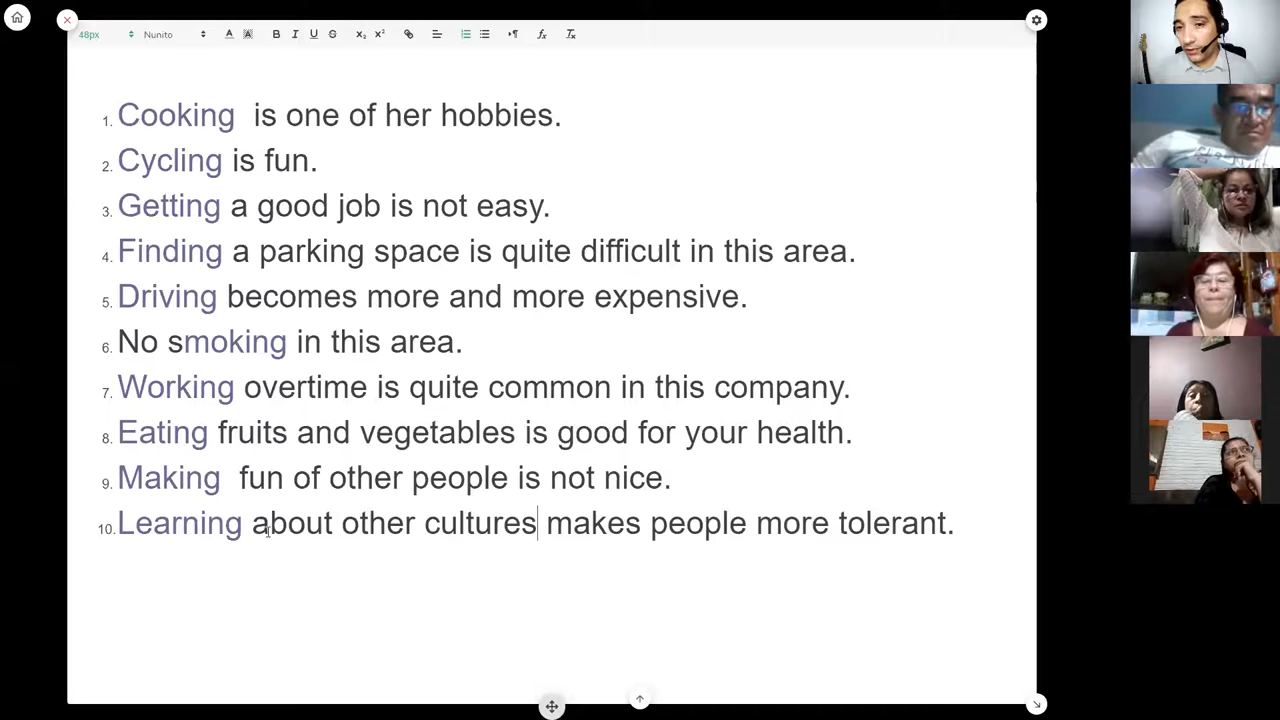 48px Nunito
1. Cooking is one of her hobbies.
2. Cycling is fun.
3. Getting a good job is not easy.
4. Finding a parking space is quite difficult in this area.
5. Driving becomes more and more expensive.
6. No smoking in this area.
7. Working overtime is quite common in this company.
8. Eating fruits and vegetables is good for your health.
9. Making fun of other people is not nice.
10. Learning about other cultures makes people more tolerant.